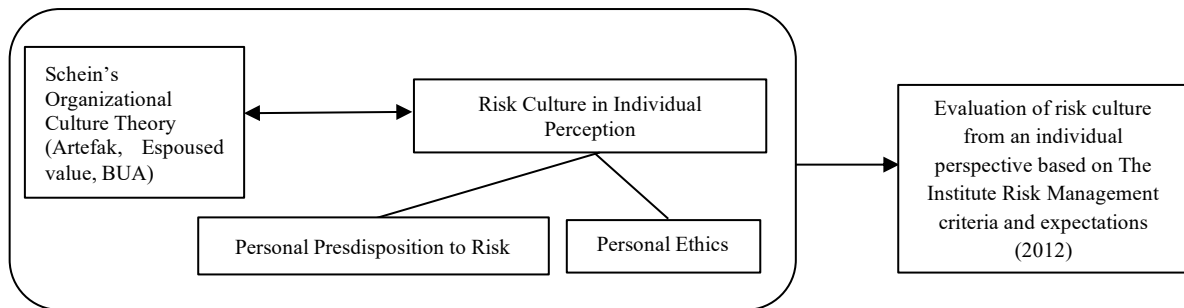 Schein’s
Organizational
Culture Theory
(Artefak, Espoused
value, BUA)
Risk Culture in Individual
Perception
Personal Presdisposition to Risk
Personal Ethics
Evaluation of risk culture
from an individual
perspective based on The
Institute Risk Management
criteria and expectations
(2012)